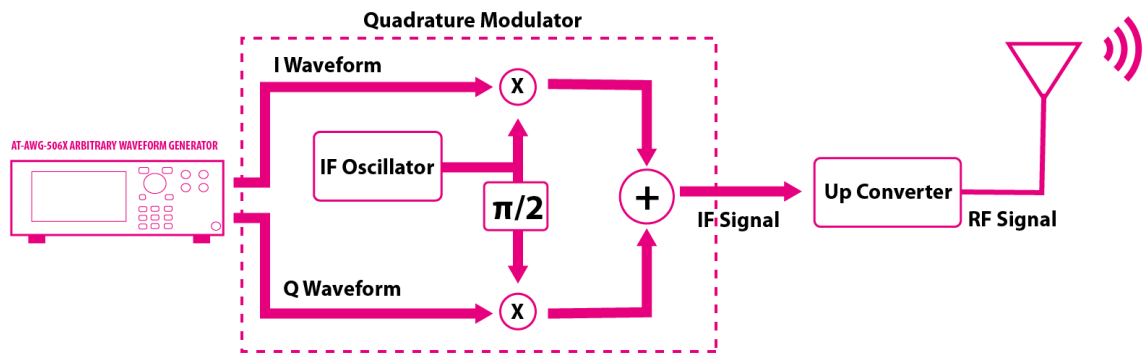 Quadrature Modulator
I Waveform
X
AT-AWG-506X ARBITRARY WAVEFORM GENERATOR
IF Oscillator
π/2
+
Up Converter
IF Signal
RF Signal
Q Waveform
X